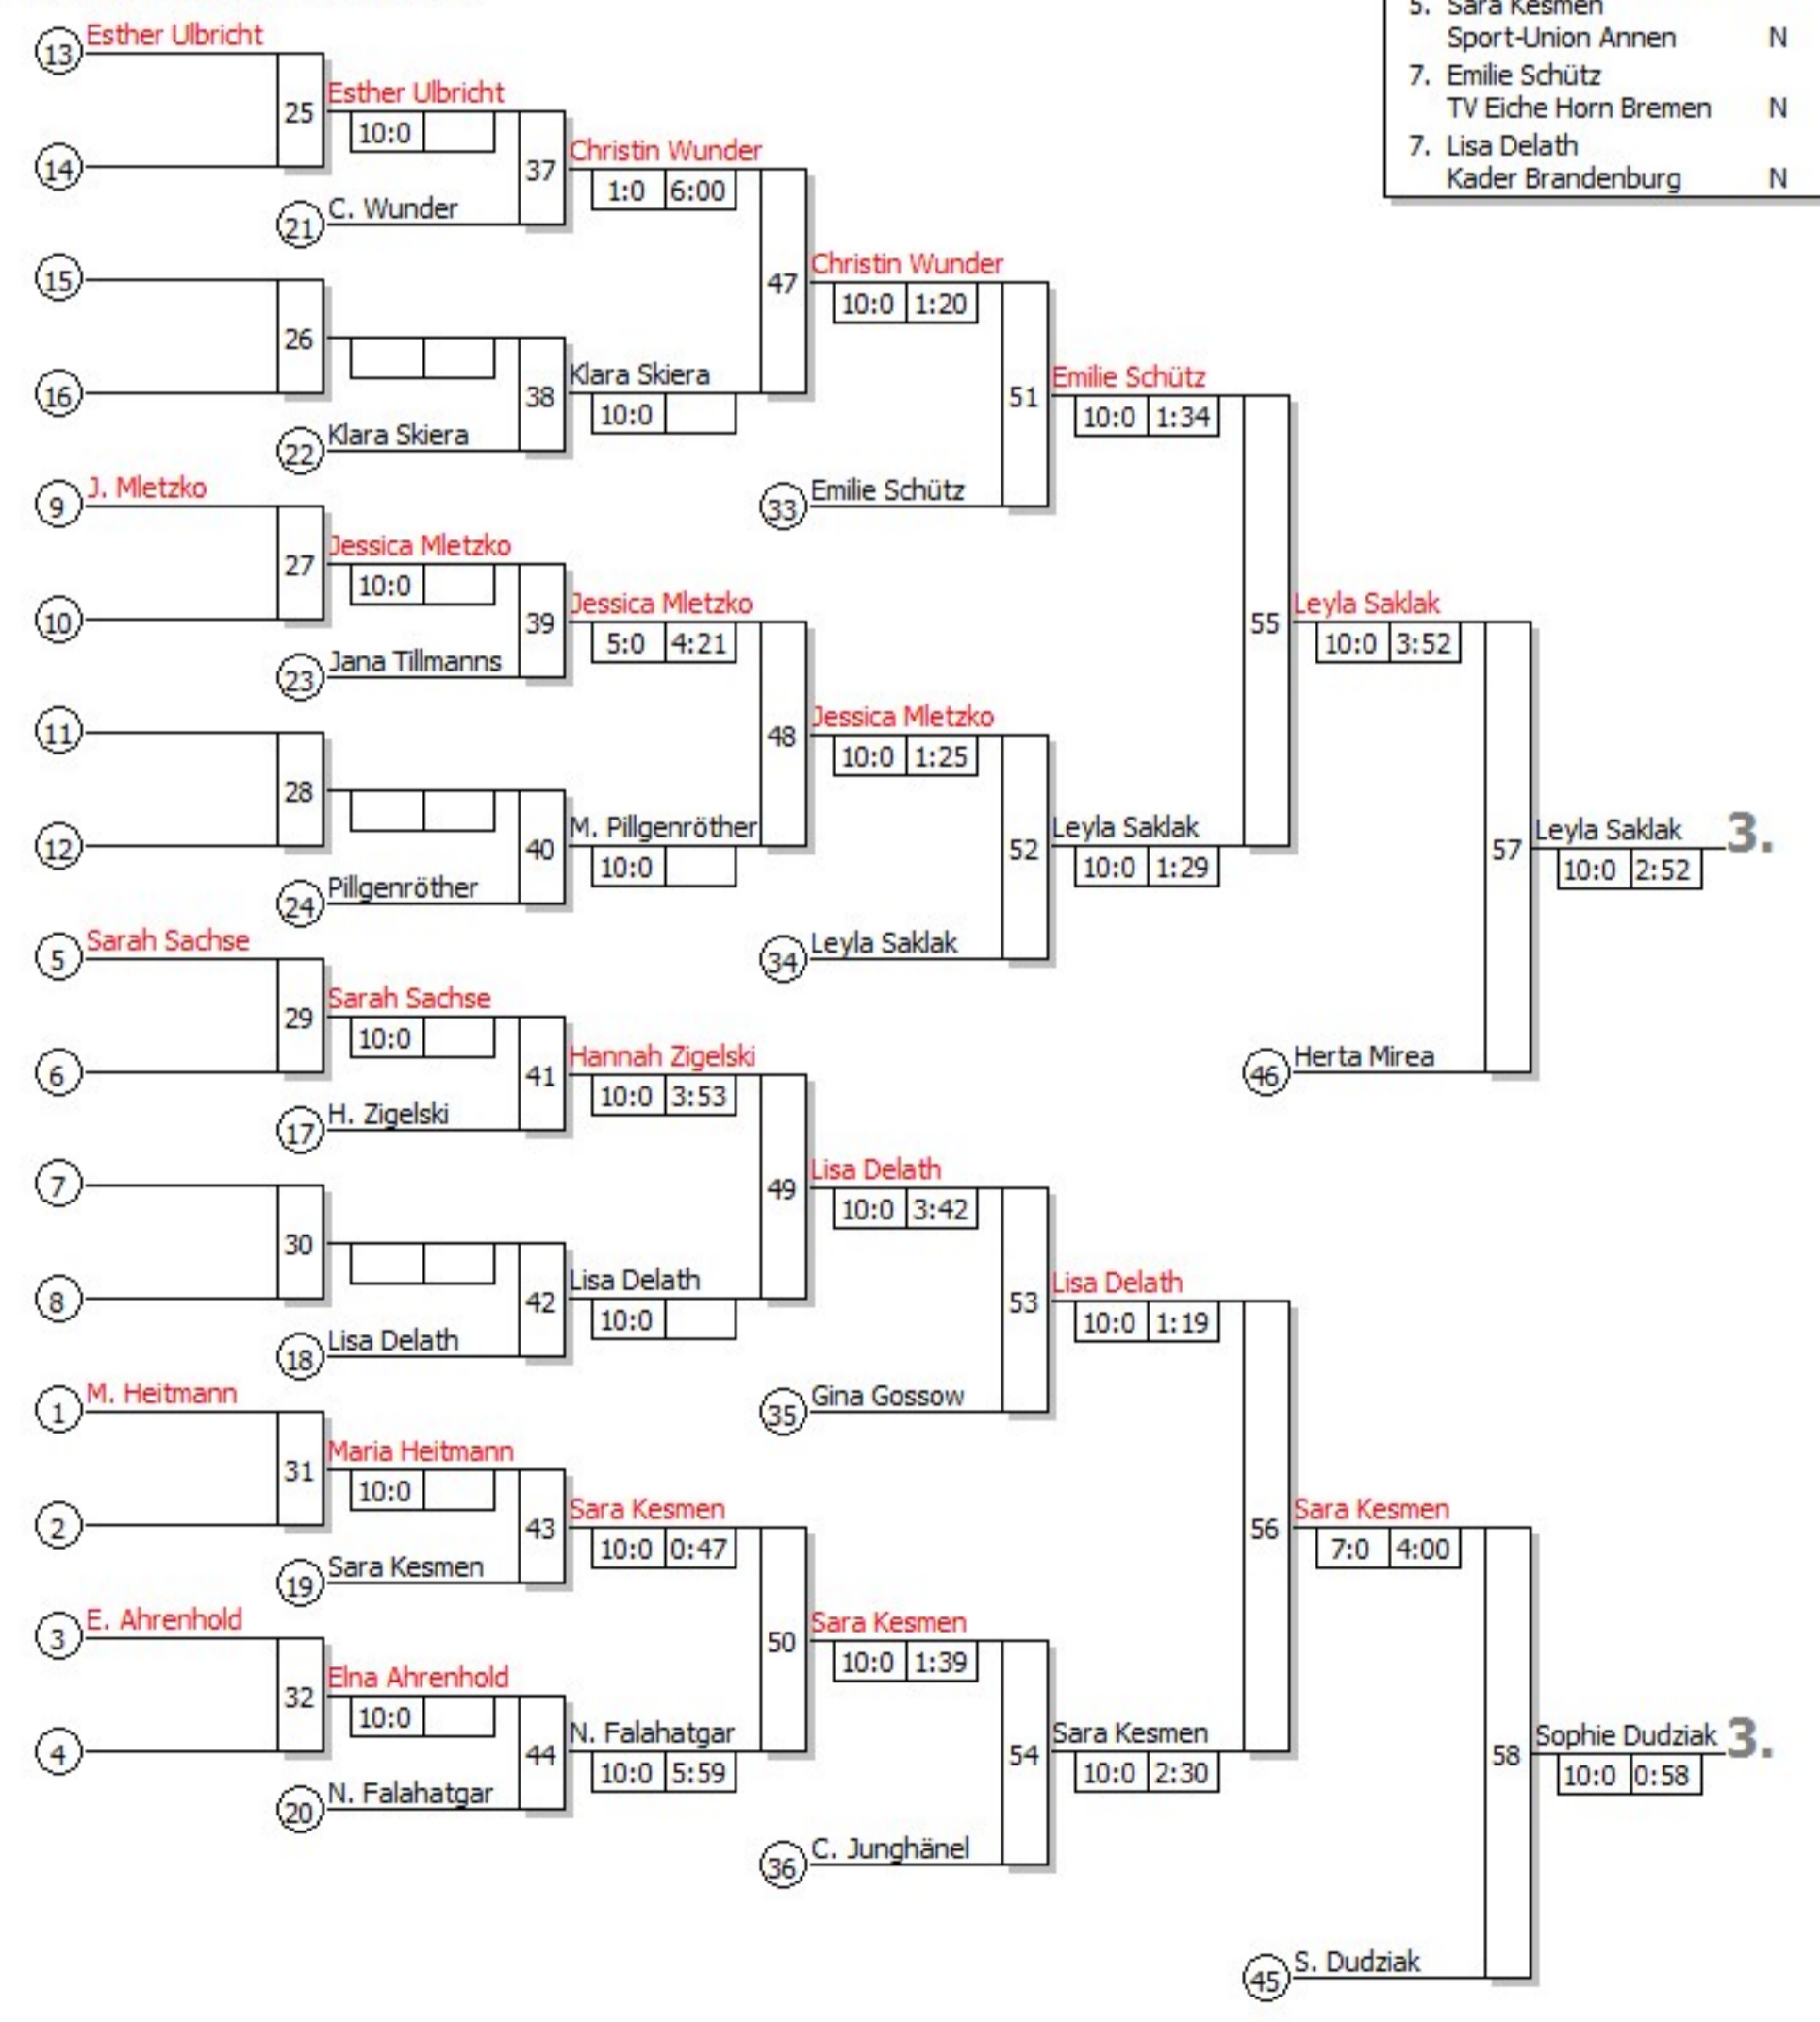 5. Sara Kesmen
Sport-Union Annen N
7. Emilie Schütz
TV Eiche Horn Bremen N
7. Lisa Delath
Kader Brandenburg N
13 Esther Ulbricht
14
25 Esther Ulbricht
10:0
21 C. Wunder
37 Christin Wunder
1:0 6:00
15
16
26
22 Klara Skiera
38 Klara Skiera
10:0
47 Christin Wunder
10:0 1:20
33 Emilie Schütz
51 Emilie Schütz
10:0 1:34
9 J. Mletzko
10
27 Jessica Mletzko
10:0
23 Jana Tillmanns
39 Jessica Mletzko
5:0 4:21
11
12
28
24 Pillgenröther
40 M. Pillgenröther
10:0
48 Jessica Mletzko
10:0 1:25
34 Leyla Saklak
52 Leyla Saklak
10:0 1:29
55 Leyla Saklak
10:0 3:52
46 Herta Mirea
57 Leyla Saklak 3.
10:0 2:52
5 Sarah Sachse
6
29 Sarah Sachse
10:0
17 H. Zigelski
41 Hannah Zigelski
10:0 3:53
7
8
30
18 Lisa Delath
42 Lisa Delath
10:0
49 Lisa Delath
10:0 3:42
35 Gina Gossow
53 Lisa Delath
10:0 1:19
1 M. Heitmann
2
31 Maria Heitmann
10:0
19 Sara Kesmen
43 Sara Kesmen
10:0 0:47
3 E. Ahrenhold
4
32 Elna Ahrenhold
10:0
20 N. Falahatgar
44 N. Falahatgar
10:0 5:59
50 Sara Kesmen
10:0 1:39
36 C. Junghänel
54 Sara Kesmen
10:0 2:30
56 Sara Kesmen
7:0 4:00
45 S. Dudziak
58 Sophie Dudziak 3.
10:0 0:58